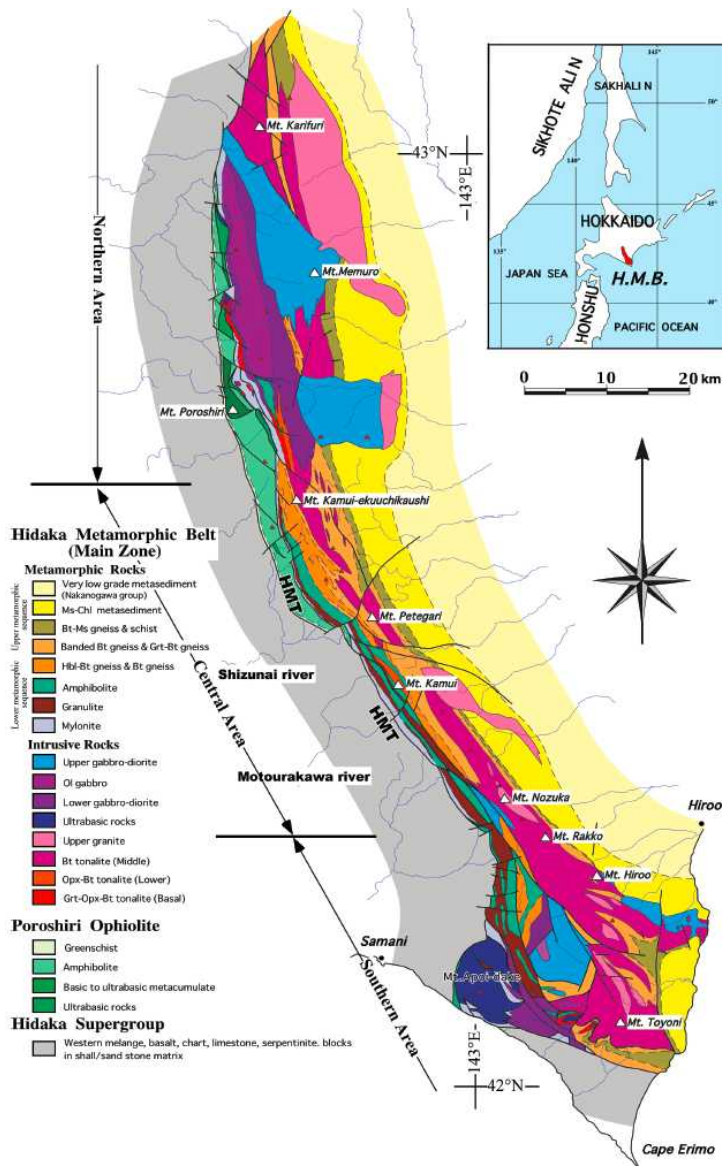 Mt. Karifuri
43°N
143°E
Mt.Memuro
Northern Area
Mt. Poroshiri
SIKHOTE ALIN
SAKHALIN
145°
50°
140°
45°
HOKKAIDO
135°
JAPAN SEA
H.M.B.
40°
HONSHU
PACIFIC OCEAN
0 10 20 km
Mt. Kamui-ekuuchikaushi
HMT
Mt. Petegari
Shizunai river
Central Area
Mt. Kamui
HMT
Motourakawa river
Mt. Nozuka
Hiroo
Mt. Rakko
Mt. Hiroo
Samani
Mt.Apoi-dake
Southern Area
Mt. Toyoni
143°E
42°N
Cape Erimo
Hidaka Metamorphic Belt
(Main Zone)
Metamorphic Rocks
Upper metamorphic
sequence
Very low grade metasediment
(Nakanogawa group)
Ms-Chl metasediment
Bt-Ms gneiss & schist
Banded Bt gneiss & Grt-Bt gneiss
Lower metamorphic
sequence
Hbl-Bt gneiss & Bt gneiss
Amphibolite
Granulite
Mylonite
Intrusive Rocks
Upper gabbro-diorite
Ol gabbro
Lower gabbro-diorite
Ultrabasic rocks
Upper granite
Bt tonalite (Middle)
Opx-Bt tonalite (Lower)
Grt-Opx-Bt tonalite (Basal)
Poroshiri Ophiolite
Greenschist
Amphibolite
Basic to ultrabasic metacumulate
Ultrabasic rocks
Hidaka Supergroup
Western melange, basalt, chart, limestone, serpentinite. blocks
in shall/sand stone matrix